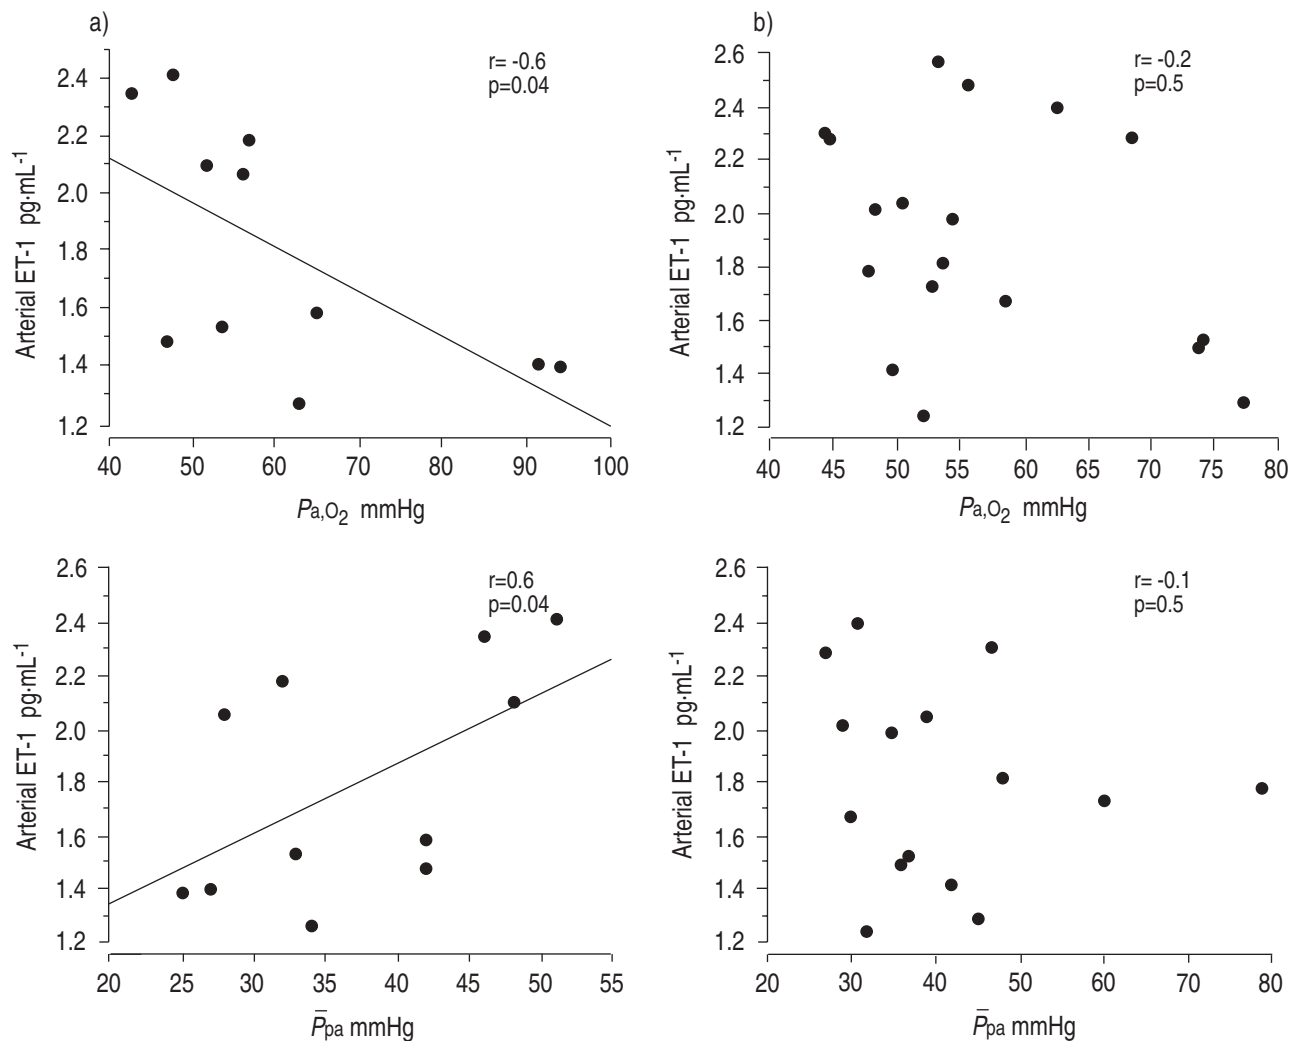 a)
r= -0.6
p=0.04
2.4
2.2
2.0
1.8
1.6
1.4
1.2
Arterial ET-1 pg·mL-1
40 50 60 70 80 90 100
Pa,O2 mmHg
b)
r= -0.2
p=0.5
2.6
2.4
2.2
2.0
1.8
1.6
1.4
1.2
Arterial ET-1 pg·mL-1
40 45 50 55 60 65 70 75 80
Pa,O2 mmHg
r=0.6
p=0.04
2.6
2.4
2.2
2.0
1.8
1.6
1.4
1.2
Arterial ET-1 pg·mL-1
20 25 30 35 40 45 50 55
P̅pa mmHg
r= -0.1
p=0.5
2.6
2.4
2.2
2.0
1.8
1.6
1.4
1.2
Arterial ET-1 pg·mL-1
20 30 40 50 60 70 80
P̅pa mmHg